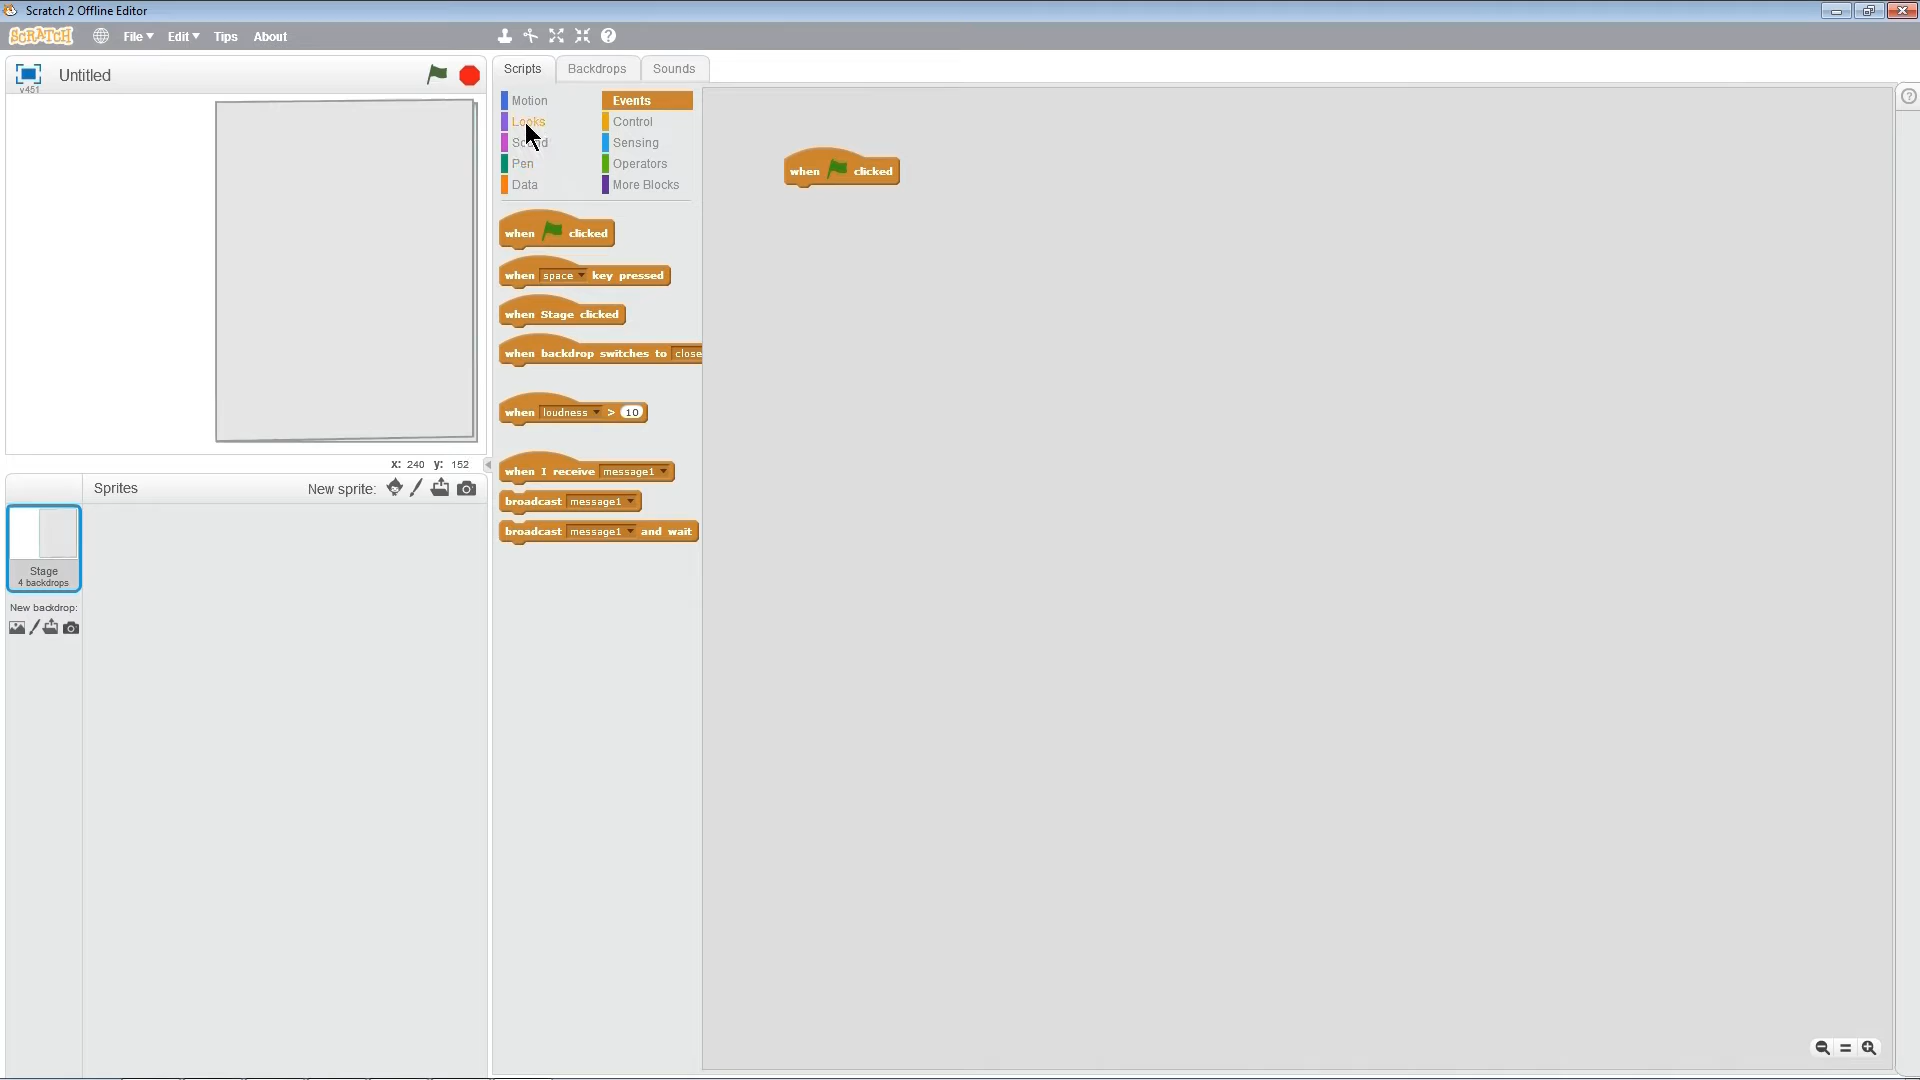 Scratch 2 Offline Editor
SCRATCH File Edit Tips About
v451 Untitled
Scripts Backdrops Sounds
Motion Events
Looks Control
Sound Sensing
Pen Operators
Data More Blocks
when clicked
when clicked
when space key pressed
when Stage clicked
when backdrop switches to close
when loudness > 10
when I receive message1
broadcast message1
broadcast message1 and wait
x: 240 y: 152
Sprites New sprite:
Stage
4 backdrops
New backdrop: